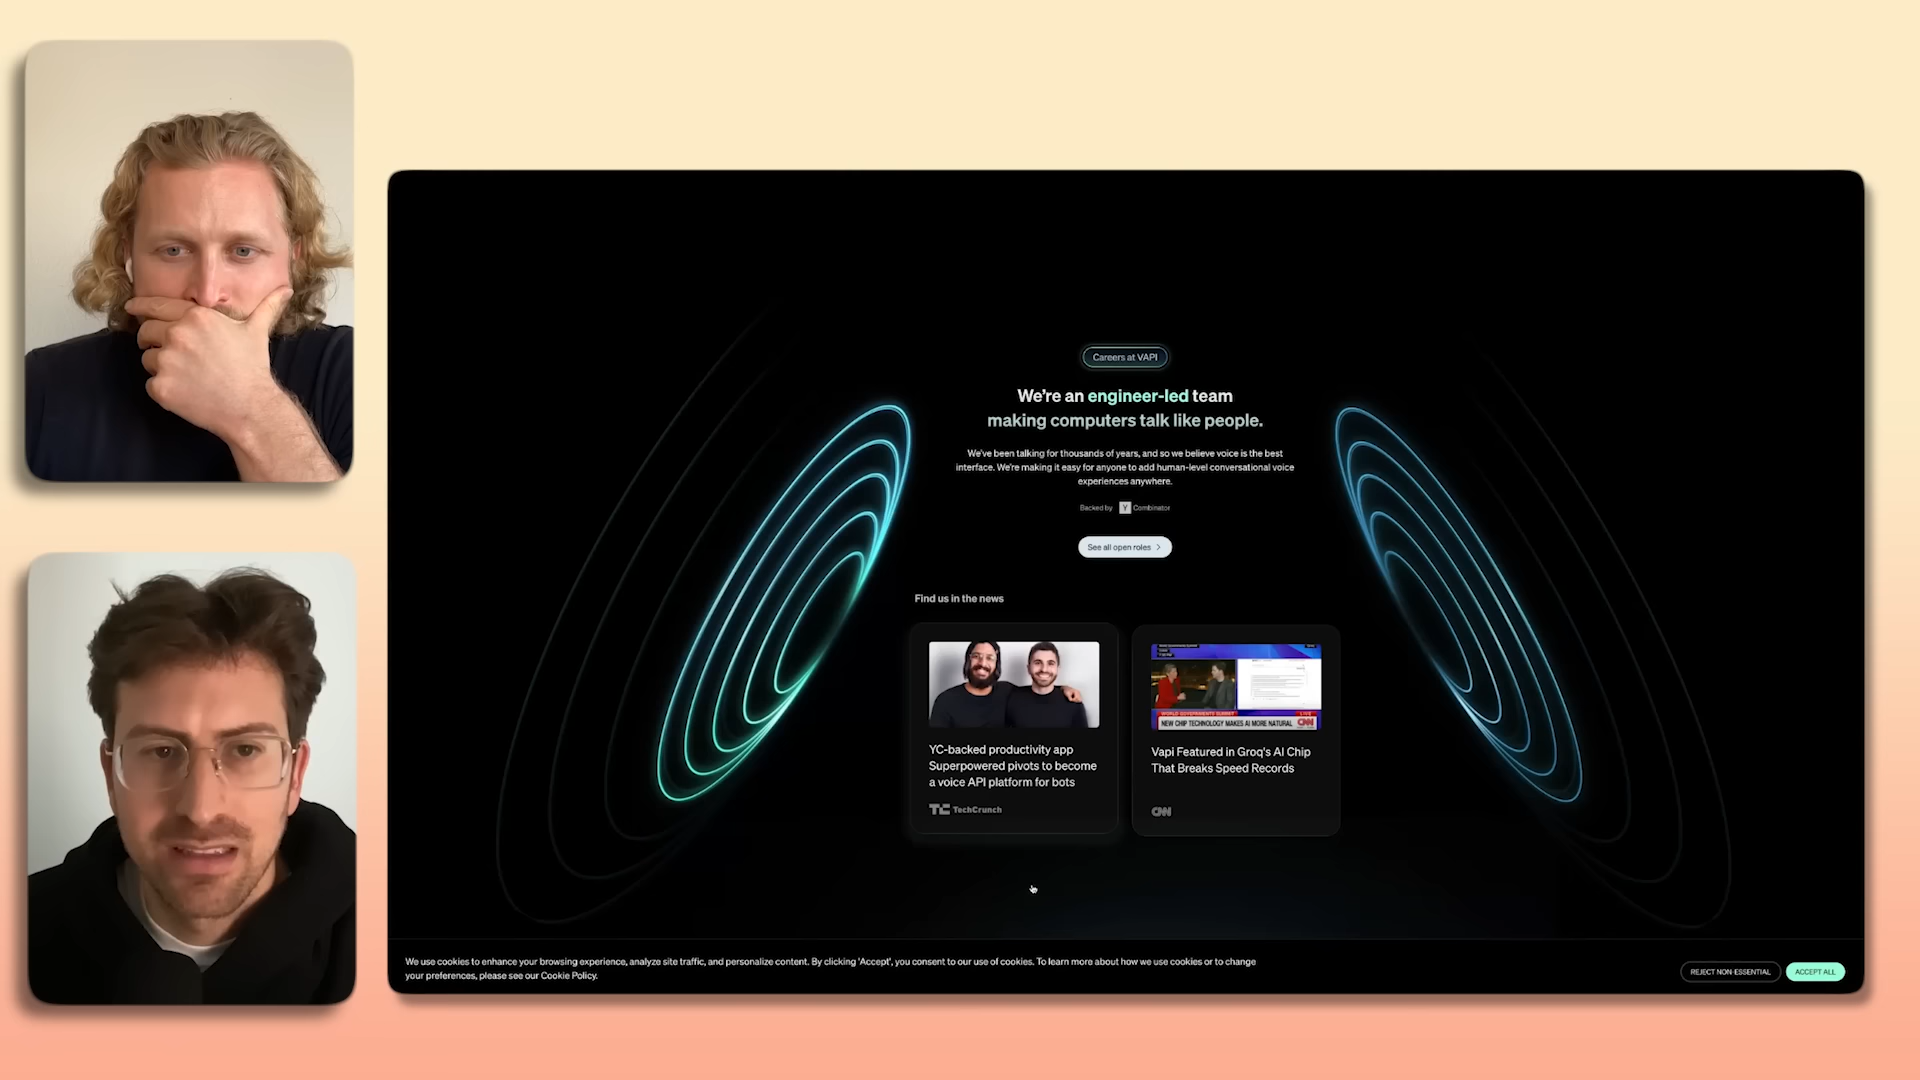 Careers at VAPI
We're an engineer-led team
making computers talk like people.
We've been talking for thousands of years, and so we believe voice is the best
interface. We're making it easy for anyone to add human-level conversational voice
experiences anywhere.
Backed by Y Combinator
See all open roles
Find us in the news
YC-backed productivity app
Superpowered pivots to become
a voice API platform for bots
TC TechCrunch
WORLD GOVERNMENTS SUMMIT
LIVE
NEW CHIP TECHNOLOGY MAKES AI MORE NATURAL
CNN
Vapi Featured in Groq's AI Chip
That Breaks Speed Records
CNN
We use cookies to enhance your browsing experience, analyze site traffic, and personalize content. By clicking 'Accept', you consent to our use of cookies. To learn more about how we use cookies or to change
your preferences, please see our Cookie Policy.
REJECT NON-ESSENTIAL
ACCEPT ALL